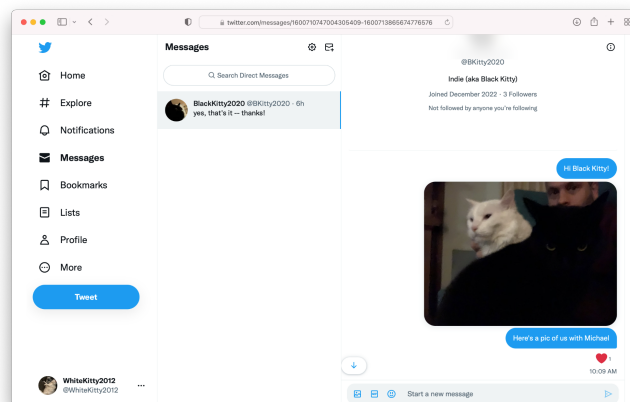 twitter.com/messages/1600710747004305409-1600713865674776576
Home
Explore
Notifications
Messages
Bookmarks
Lists
Profile
More
Tweet
WhiteKitty2012
@WhiteKitty2012
Messages
Search Direct Messages
BlackKitty2020 @BKitty2020 · 6h
yes, that's it — thanks!
@BKitty2020
Indie (aka Black Kitty)
Joined December 2022 · 3 Followers
Not followed by anyone you're following
Hi Black Kitty!
Here's a pic of us with Michael
1
10:09 AM
Start a new message